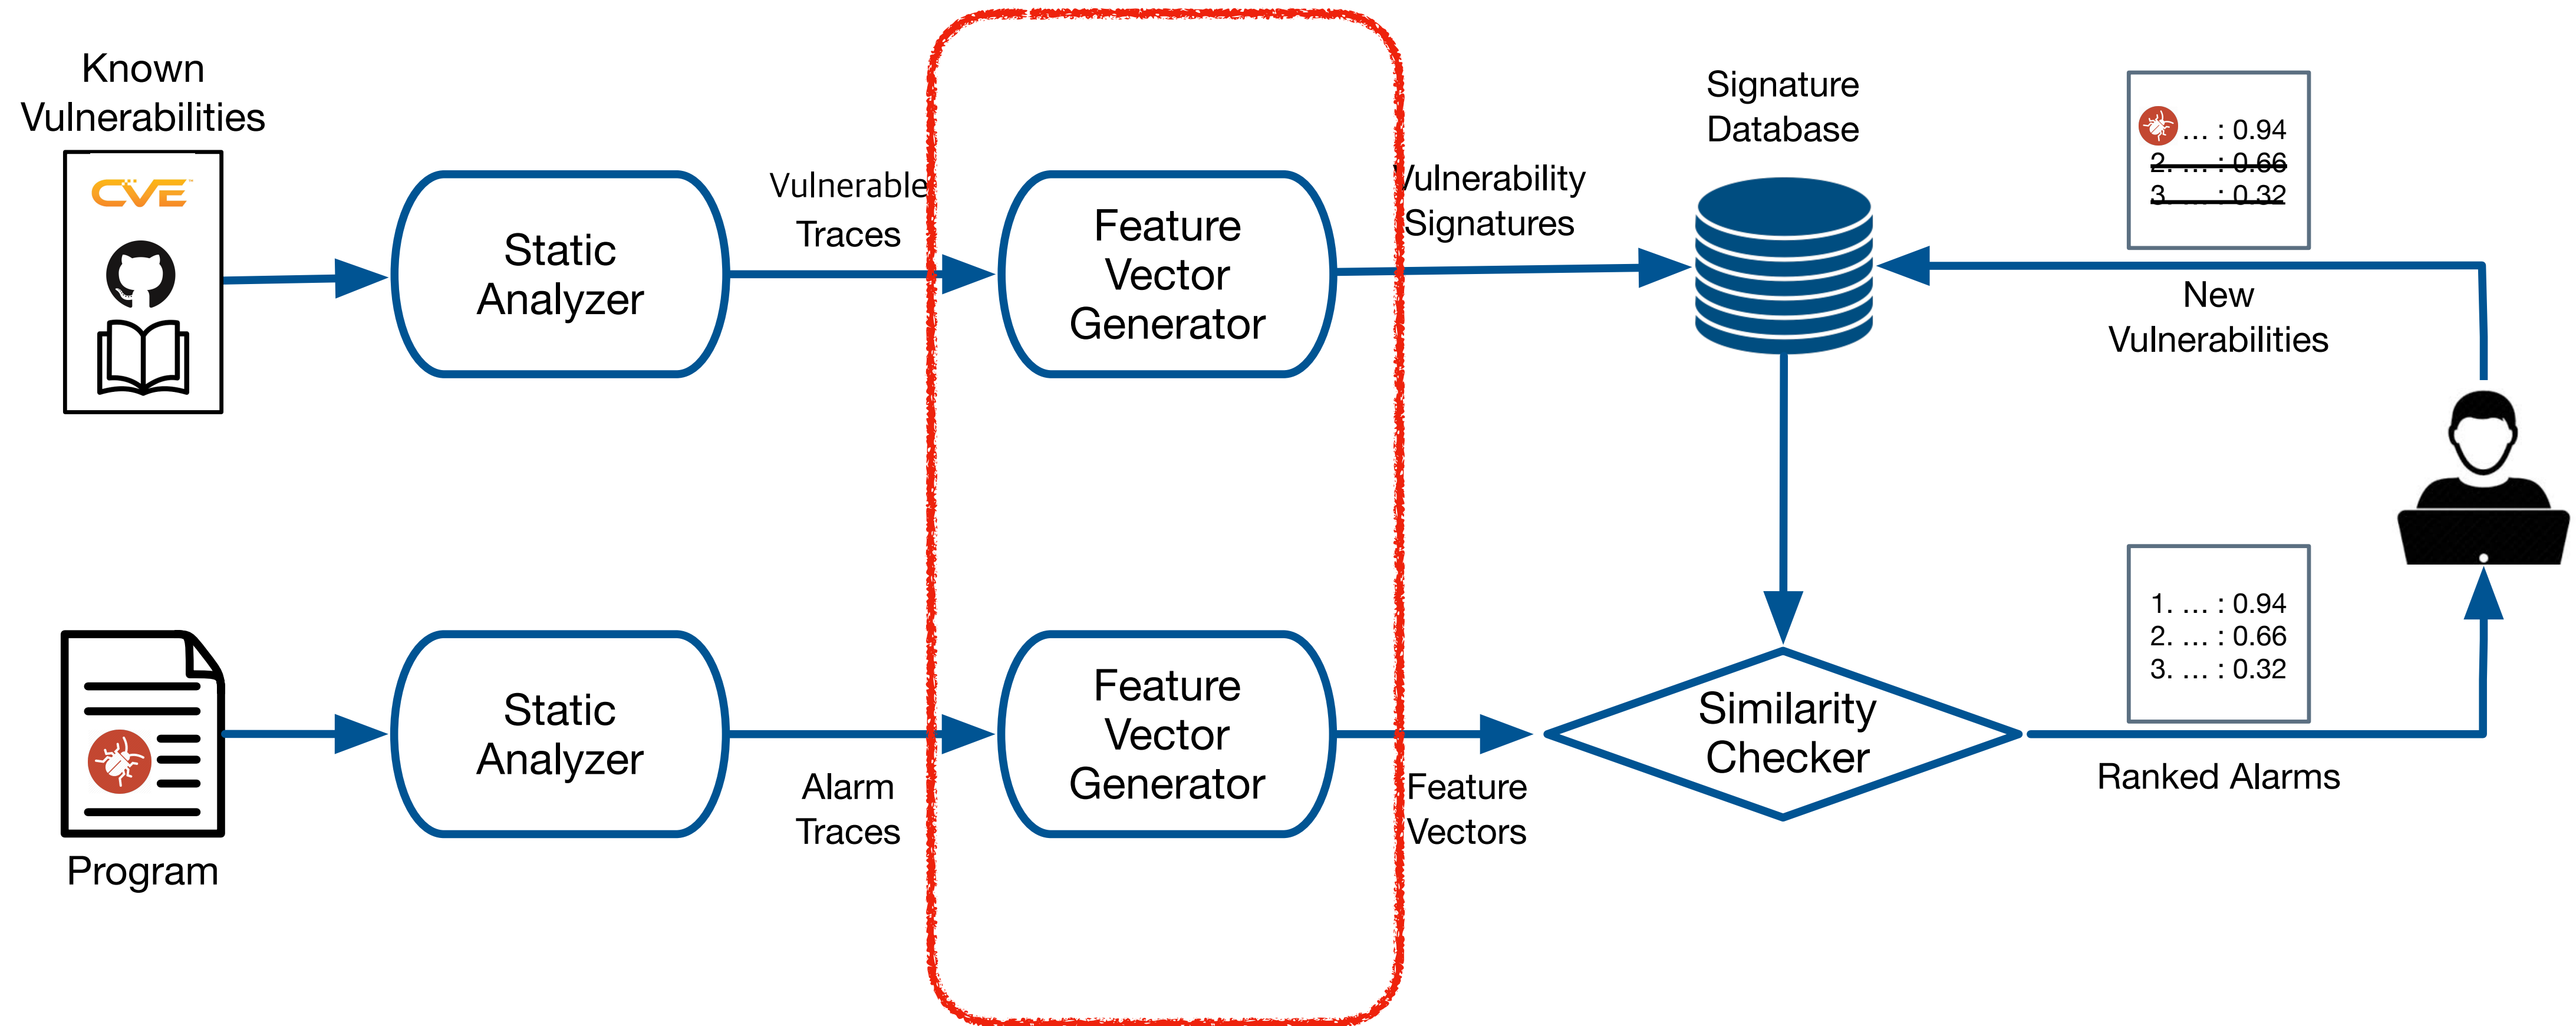 Known
Vulnerabilities
CVE
Static
Analyzer
Vulnerable
Traces
Feature
Vector
Generator
Vulnerability
Signatures
Signature
Database
... : 0.94
2. ... : 0.66
3. ... : 0.32
New
Vulnerabilities
Program
Static
Analyzer
Alarm
Traces
Feature
Vector
Generator
Feature
Vectors
Similarity
Checker
1. ... : 0.94
2. ... : 0.66
3. ... : 0.32
Ranked Alarms